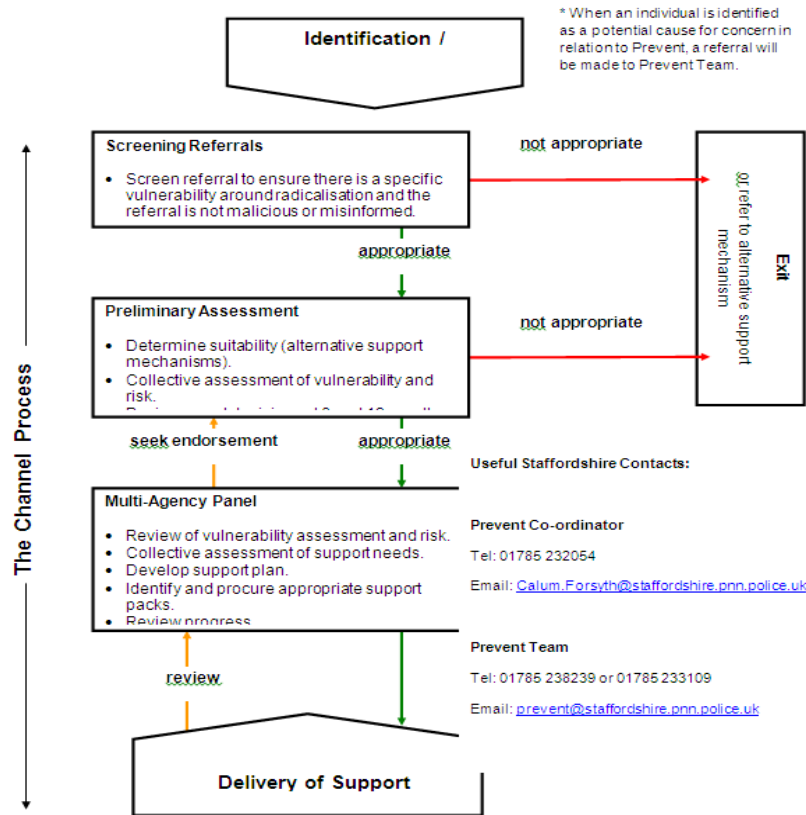 Identification /
* When an individual is identified
as a potential cause for concern in
relation to Prevent, a referral will
be made to Prevent Team.
The Channel Process
Screening Referrals
• Screen referral to ensure there is a specific
vulnerability around radicalisation and the
referral is not malicious or misinformed.
not appropriate
Exit
or refer to alternative support
mechanism
appropriate
Preliminary Assessment
• Determine suitability (alternative support
mechanisms).
• Collective assessment of vulnerability and
risk.
not appropriate
seek endorsement
appropriate
Multi-Agency Panel
• Review of vulnerability assessment and risk.
• Collective assessment of support needs.
• Develop support plan.
• Identify and procure appropriate support
packs.
• Review progress
Useful Staffordshire Contacts:
Prevent Co-ordinator
Tel: 01785 232054
Email: Calum.Forsyth@staffordshire.pnn.police.uk
Prevent Team
Tel: 01785 238239 or 01785 233109
Email: prevent@staffordshire.pnn.police.uk
review
Delivery of Support